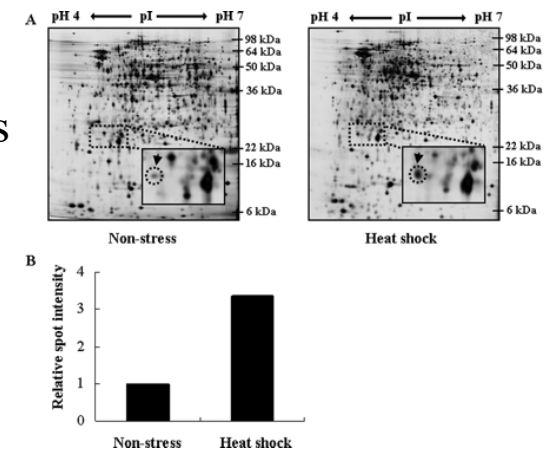 A
pH 4 pI pH 7
98 kDa
64 kDa
50 kDa
36 kDa
22 kDa
16 kDa
6 kDa
Non-stress
pH 4 pI pH 7
98 kDa
64 kDa
50 kDa
36 kDa
22 kDa
16 kDa
6 kDa
Heat shock
S
B
Relative spot intensity
4
3
2
1
0
Non-stress Heat shock